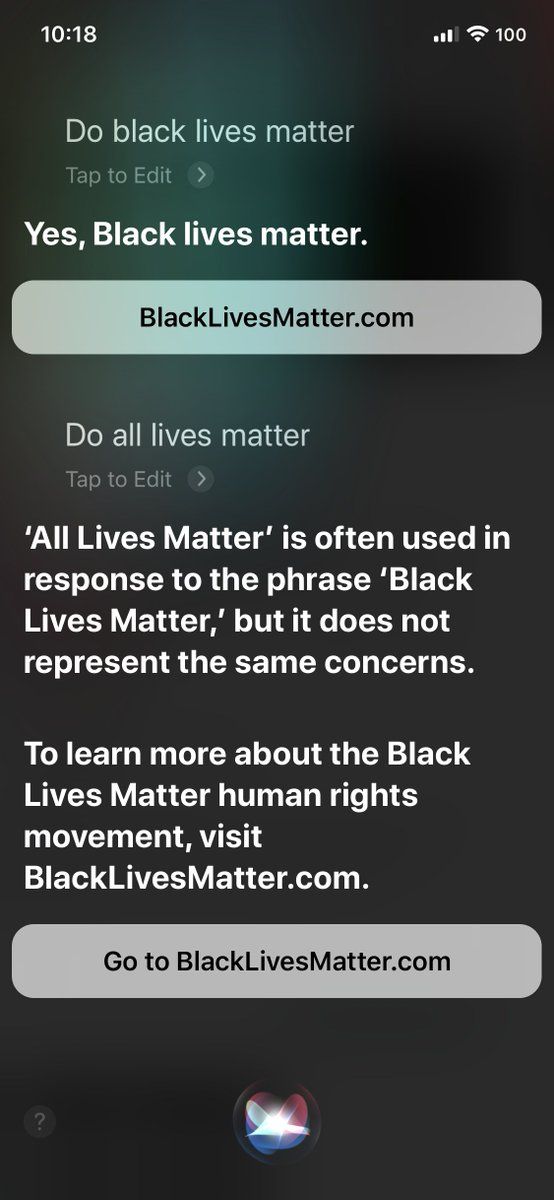 10:18
100
Do black lives matter
Tap to Edit
Yes, Black lives matter.
BlackLivesMatter.com
Do all lives matter
Tap to Edit
‘All Lives Matter’ is often used in
response to the phrase ‘Black
Lives Matter,’ but it does not
represent the same concerns.
To learn more about the Black
Lives Matter human rights
movement, visit
BlackLivesMatter.com.
Go to BlackLivesMatter.com
?